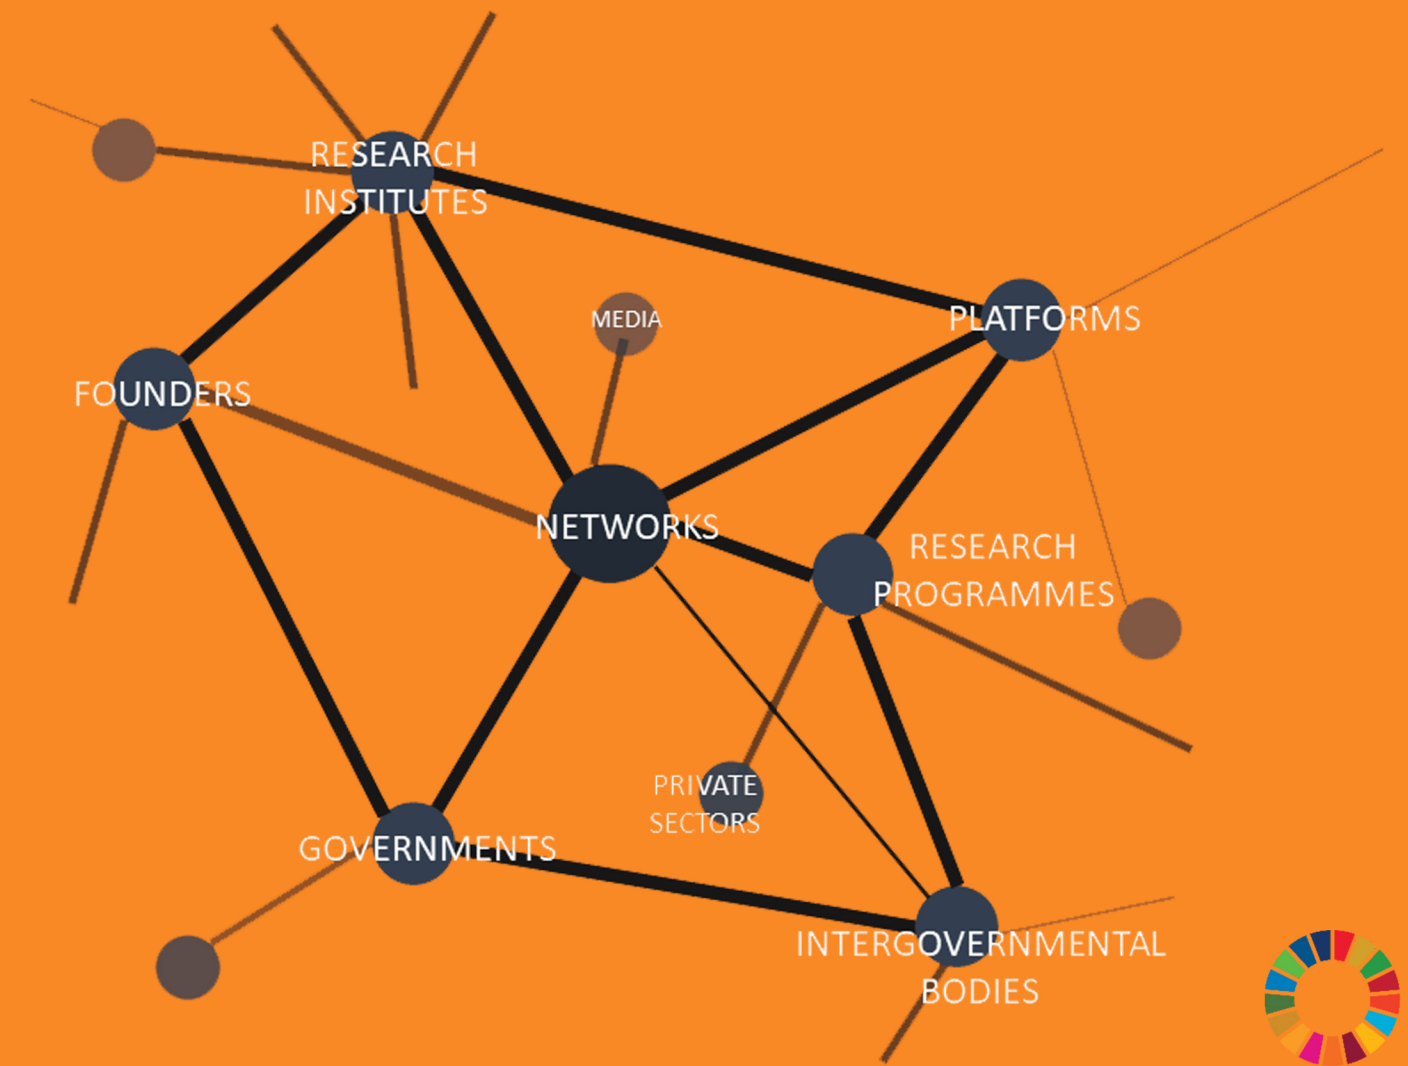 RESEARCH
INSTITUTES
PLATFORMS
MEDIA
FOUNDERS
NETWORKS
RESEARCH
PROGRAMMES
PRIVATE
SECTORS
GOVERNMENTS
INTERGOVERNMENTAL
BODIES